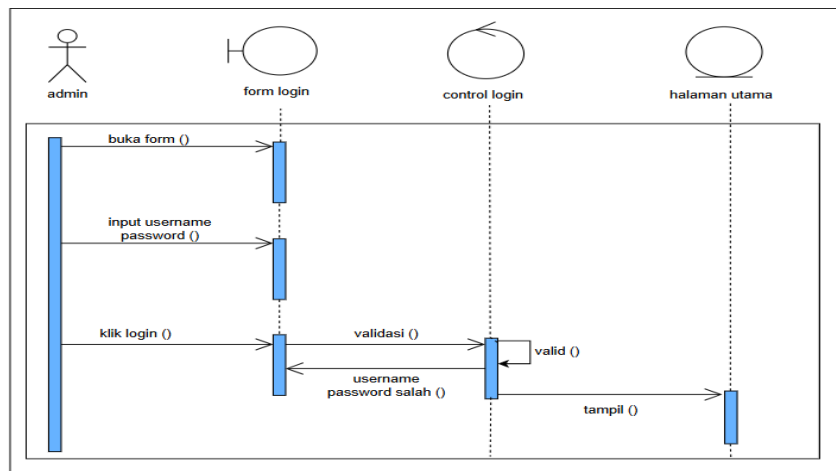 admin
form login
control login
halaman utama
buka form ()
input username
password ()
klik login ()
validasi ()
valid ()
username
password salah ()
tampil ()